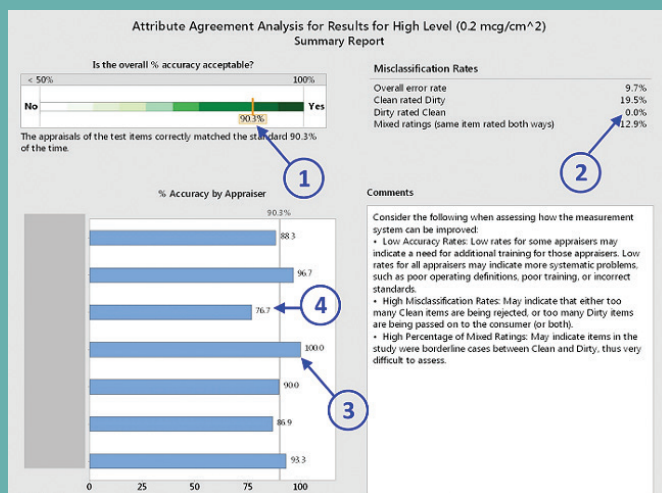 Attribute Agreement Analysis for Results for High Level (0.2 mcg/cm^2)
Summary Report
Is the overall % accuracy acceptable?
< 50%
100%
No
Yes
90.3%
The appraisals of the test items correctly matched the standard 90.3%
of the time.
1
Misclassification Rates
Overall error rate 9.7%
Clean rated Dirty 19.5%
Dirty rated Clean 0.0%
Mixed ratings (same item rated both ways) 12.9%
2
% Accuracy by Appraiser
90.3%
88.3
96.7
76.7
4
100.0
3
90.0
86.9
93.3
0 25 50 75 100
Comments
Consider the following when assessing how the measurement
system can be improved:
• Low Accuracy Rates: Low rates for some appraisers may
indicate a need for additional training for those appraisers. Low
rates for all appraisers may indicate more systematic problems,
such as poor operating definitions, poor training, or incorrect
standards.
• High Misclassification Rates: May indicate that either too
many Clean items are being rejected, or too many Dirty items
are being passed on to the consumer (or both).
• High Percentage of Mixed Ratings: May indicate items in the
study were borderline cases between Clean and Dirty, thus very
difficult to assess.